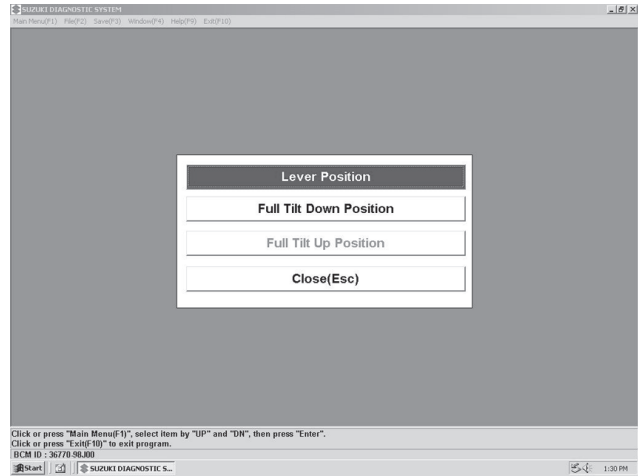 SUZUKI DIAGNOSTIC SYSTEM
Main Menu(F1) File(F2) Save(F3) Window(F4) Help(F9) Exit(F10)
Lever Position
Full Tilt Down Position
Full Tilt Up Position
Close(Esc)
Click or press "Main Menu(F1)", select item by "UP" and "DN", then press "Enter".
Click or press "Exit(F10)" to exit program.
BCM ID : 36770-98J00
Start SUZUKI DIAGNOSTIC S... 1:30 PM